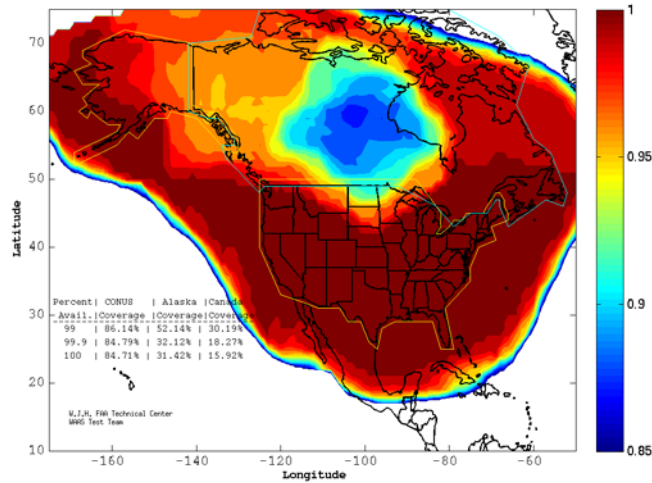 70
60
50
40
30
20
10
Latitude
Percent| CONUS | Alaska |Canada
Avail.|Coverage |Coverage|Coverage
99 | 86.14% | 52.14% | 30.19%
99.9 | 84.79% | 32.12% | 18.27%
100 | 84.71% | 31.42% | 15.92%
W.J.H. FAA Technical Center
WAAS Test Team
-160 -140 -120 -100 -80 -60
Longitude
1
0.95
0.9
0.85